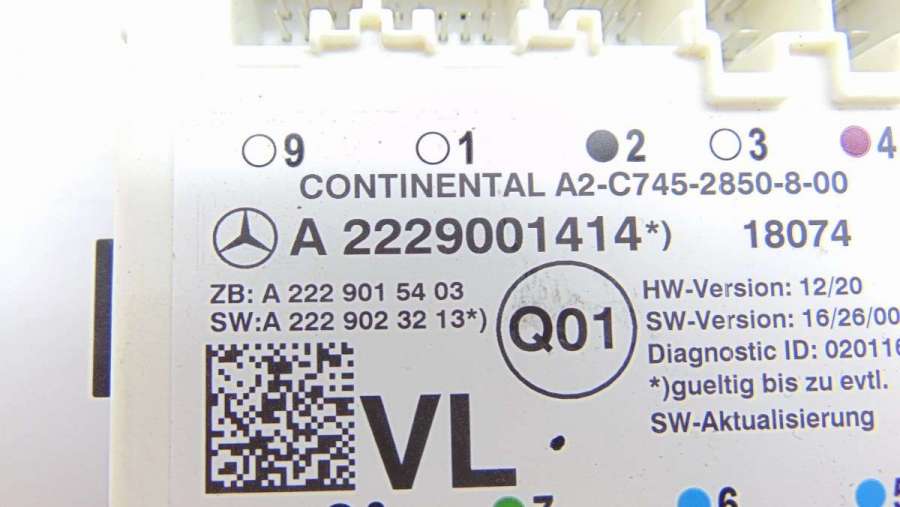 9 1 2 3 4
CONTINENTAL A2-C745-2850-8-00
A 2229001414*) 18074
ZB: A 222 901 54 03
SW:A 222 902 32 13*)
Q01
HW-Version: 12/20
SW-Version: 16/26/00
Diagnostic ID: 020116
*)gueltig bis zu evtl.
SW-Aktualisierung
VL
7 6